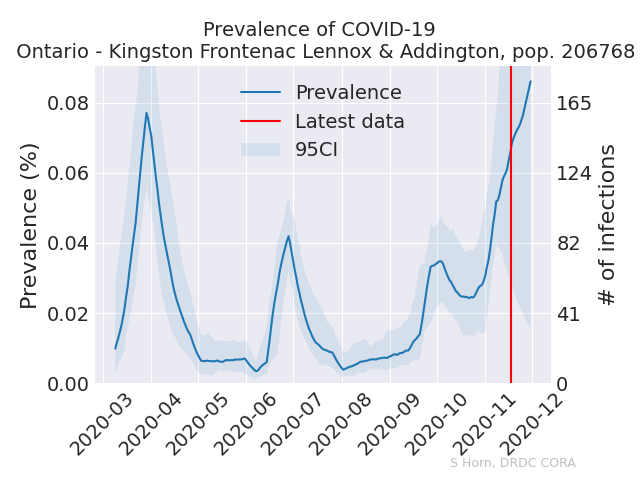 Prevalence of COVID-19
Ontario - Kingston Frontenac Lennox & Addington, pop. 206768
Prevalence
Latest data
95CI
Prevalence (%)
0.08
0.06
0.04
0.02
0.00
165
124
82
41
0
# of infections
2020-03
2020-04
2020-05
2020-06
2020-07
2020-08
2020-09
2020-10
2020-11
2020-12
S Horn, DRDC CORA